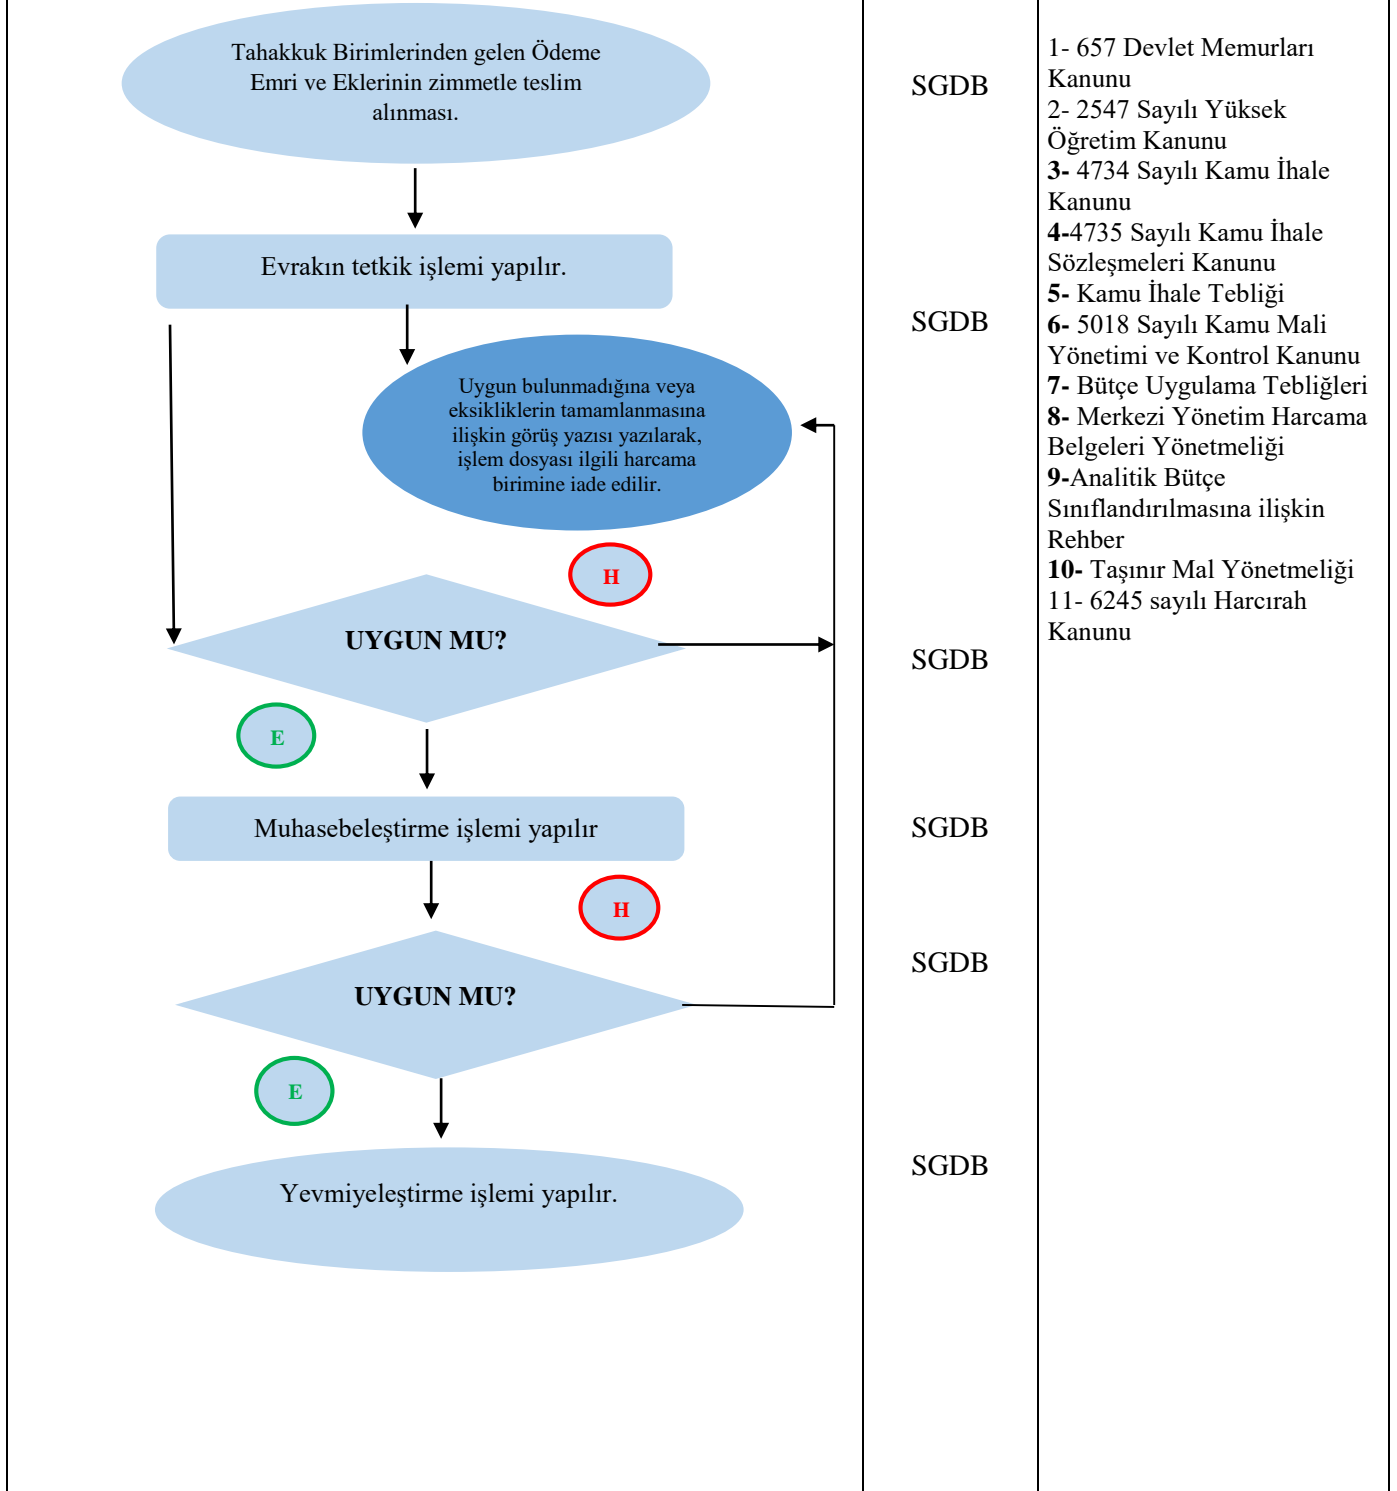 Tahakkuk Birimlerinden gelen Ödeme
Emri ve Eklerinin zimmetle teslim
alınması.
Evrakın tetkik işlemi yapılır.
Uygun bulunmadığına veya
eksikliklerin tamamlanmasına
ilişkin görüş yazısı yazılarak,
işlem dosyası ilgili harcama
birimine iade edilir.
H
UYGUN MU?
E
Muhasebeleştirme işlemi yapılır
H
UYGUN MU?
E
Yevmiyeleştirme işlemi yapılır.
SGDB
SGDB
SGDB
SGDB
SGDB
SGDB
1- 657 Devlet Memurları
Kanunu
2- 2547 Sayılı Yüksek
Öğretim Kanunu
3- 4734 Sayılı Kamu İhale
Kanunu
4-4735 Sayılı Kamu İhale
Sözleşmeleri Kanunu
5- Kamu İhale Tebliği
6- 5018 Sayılı Kamu Mali
Yönetimi ve Kontrol Kanunu
7- Bütçe Uygulama Tebliğleri
8- Merkezi Yönetim Harcama
Belgeleri Yönetmeliği
9-Analitik Bütçe
Sınıflandırılmasına ilişkin
Rehber
10- Taşınır Mal Yönetmeliği
11- 6245 sayılı Harcırah
Kanunu